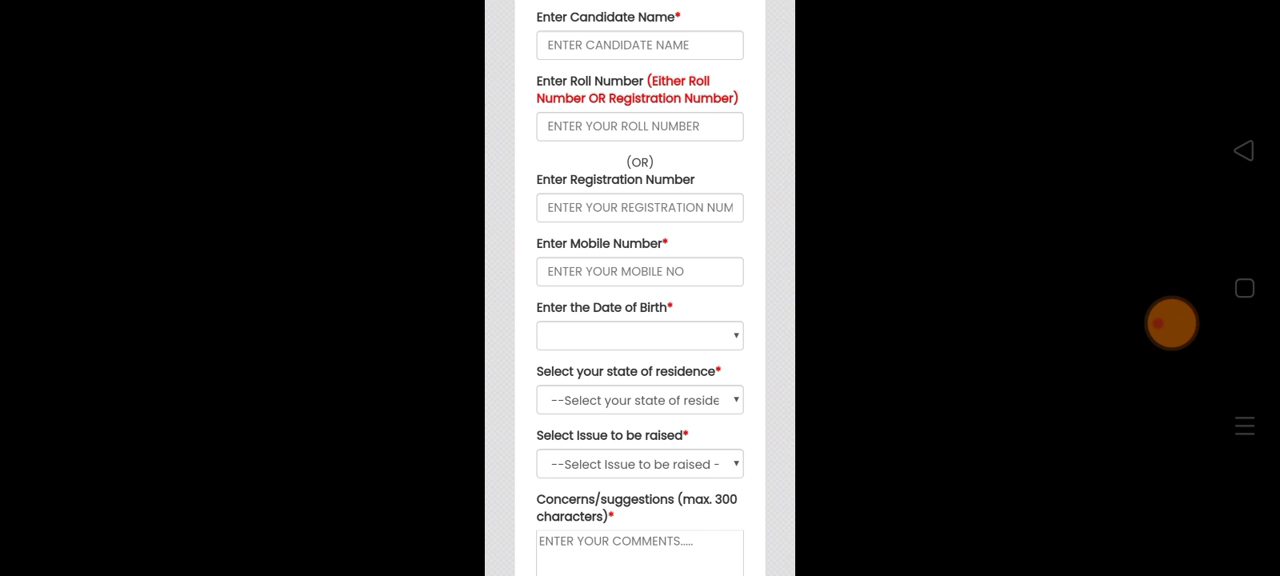 Enter Candidate Name*
ENTER CANDIDATE NAME
Enter Roll Number (Either Roll
Number OR Registration Number)
ENTER YOUR ROLL NUMBER
(OR)
Enter Registration Number
ENTER YOUR REGISTRATION NUM
Enter Mobile Number*
ENTER YOUR MOBILE NO
Enter the Date of Birth*
Select your state of residence*
--Select your state of reside
Select Issue to be raised*
--Select Issue to be raised -
Concerns/suggestions (max. 300
characters)*
ENTER YOUR COMMENTS.....